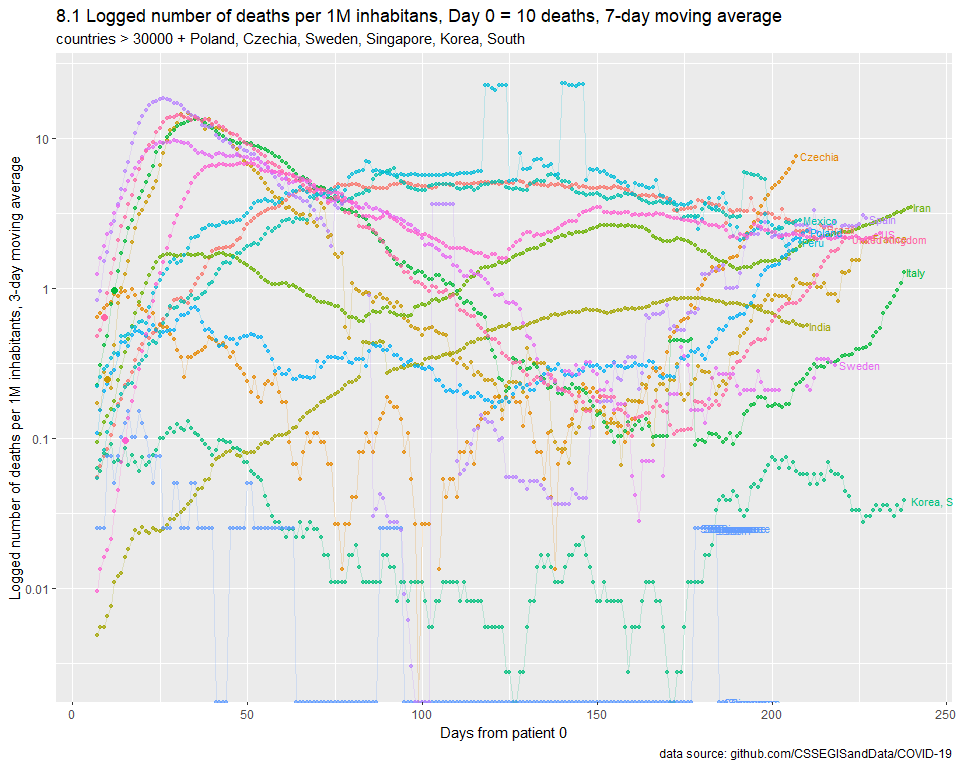 8.1 Logged number of deaths per 1M inhabitans, Day 0 = 10 deaths, 7-day moving average
countries > 30000 + Poland, Czechia, Sweden, Singapore, Korea, South
Logged number of deaths per 1M inhabitants, 3-day moving average
10
1
0.1
0.01
Czechia
Iran
Mexico
Spain
Poland
US
United Kingdom
Peru
Italy
India
Sweden
Korea, S
0
50
100
150
200
250
Days from patient 0
data source: github.com/CSSEGISandData/COVID-19